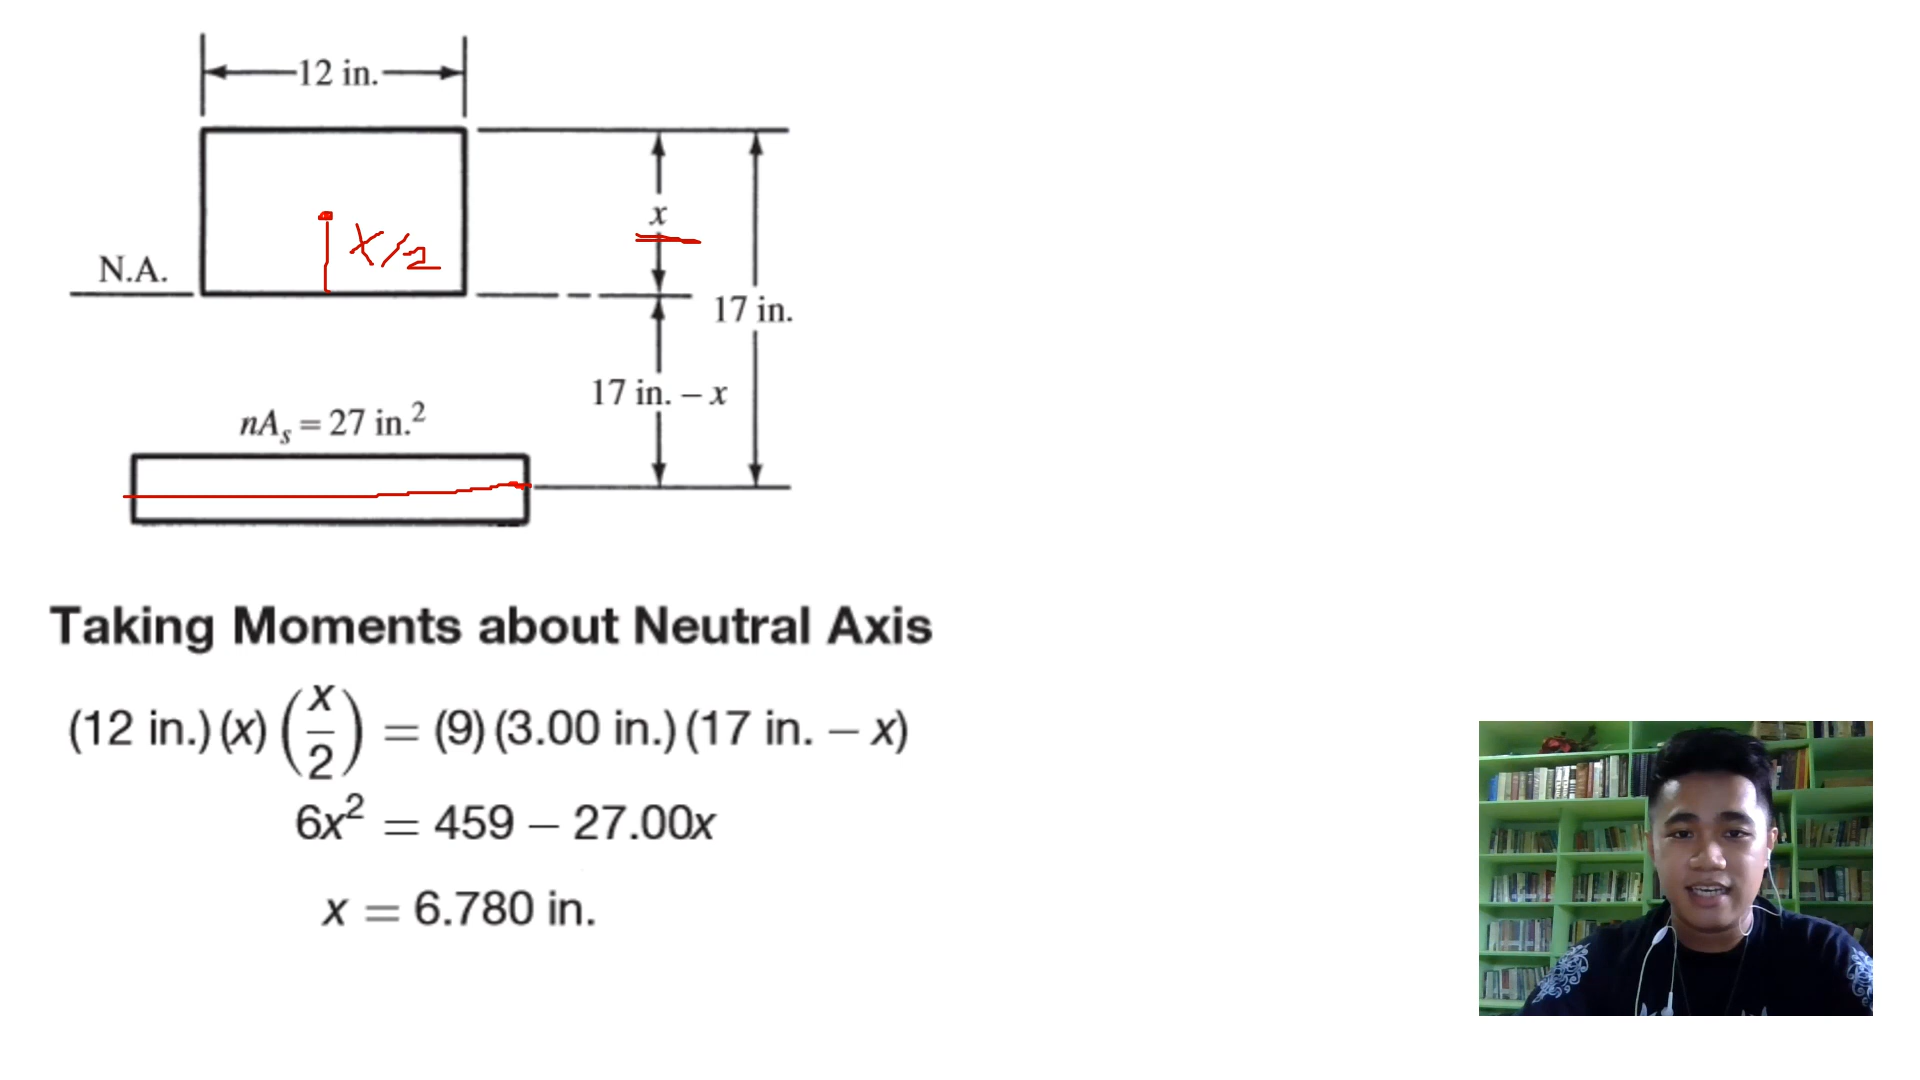 12 in.
x
x/2
N.A.
17 in.
17 in. – x
nAₛ = 27 in.²
Taking Moments about Neutral Axis
(12 in.) (x) (x/2) = (9) (3.00 in.) (17 in. – x)
6x² = 459 – 27.00x
x = 6.780 in.